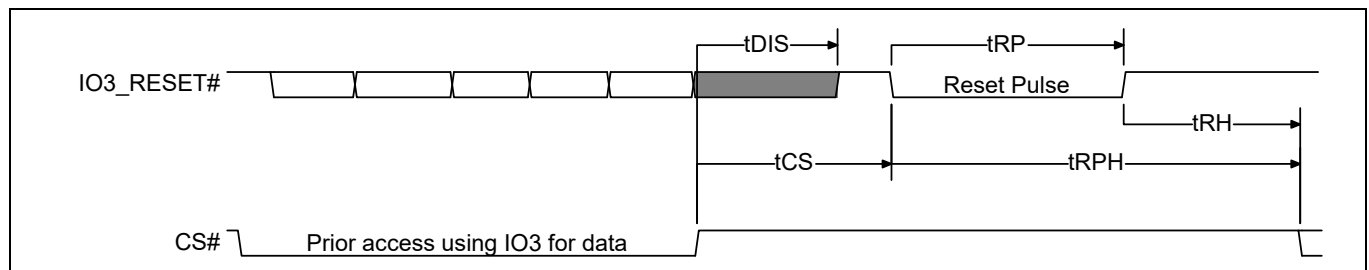 tDIS
tRP
IO3_RESET#
Reset Pulse
tRH
tCS
tRPH
CS#
Prior access using IO3 for data